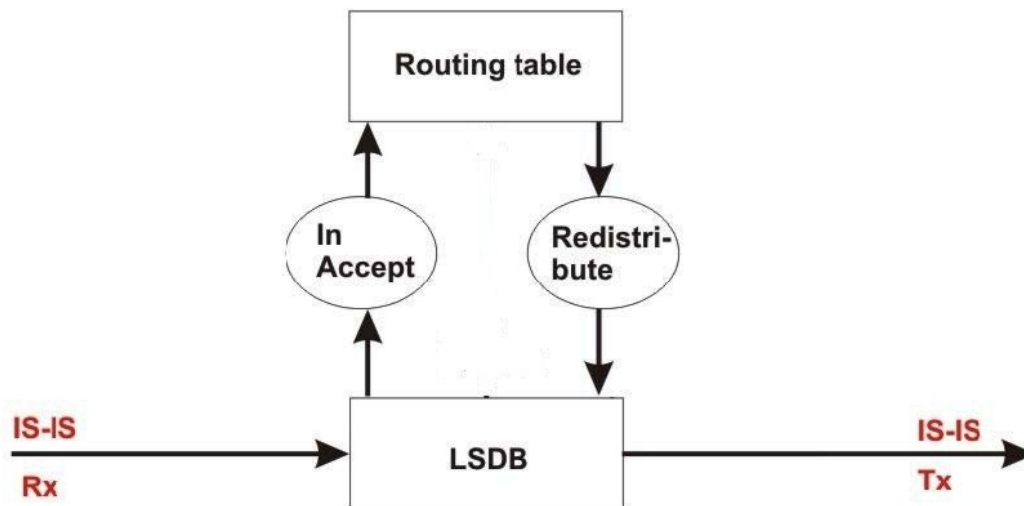 Routing table
In
Accept
Redistri-
bute
IS-IS
Rx
LSDB
IS-IS
Tx